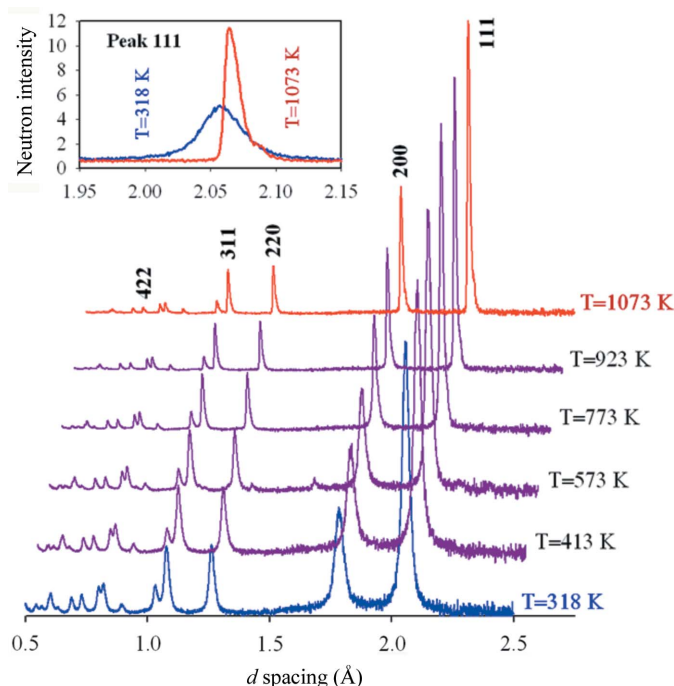 12
10
8
6
4
2
0
Neutron intensity
Peak 111
T=318 K
T=1073 K
1.95
2.00
2.05
2.10
2.15
111
200
220
311
422
T=1073 K
T=923 K
T=773 K
T=573 K
T=413 K
T=318 K
0.5
1.0
1.5
2.0
2.5
d spacing (Å)